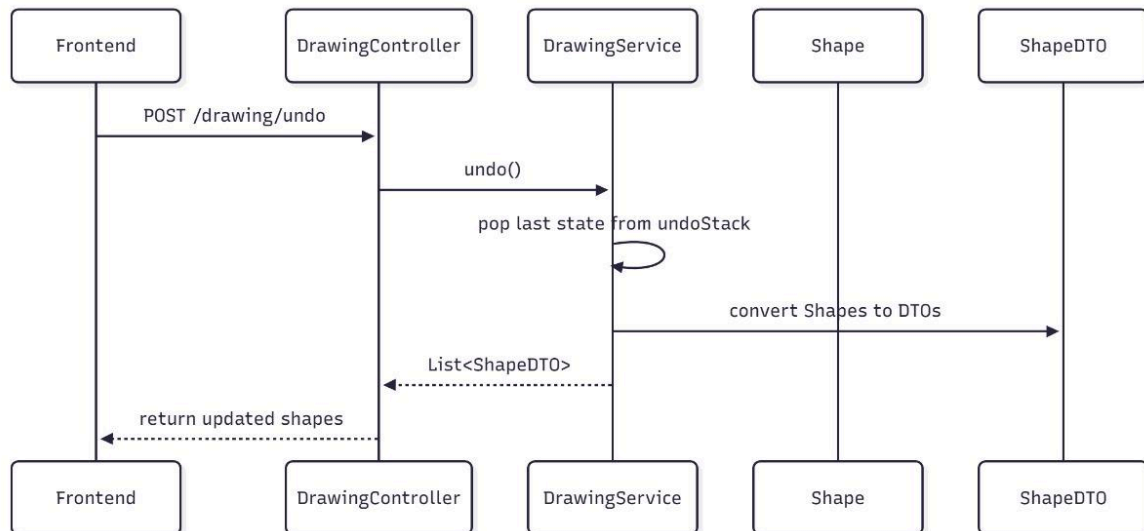 Frontend
DrawingController
DrawingService
Shape
ShapeDTO
POST /drawing/undo
undo()
pop last state from undoStack
convert Shapes to DTOs
List<ShapeDTO>
return updated shapes
Frontend
DrawingController
DrawingService
Shape
ShapeDTO